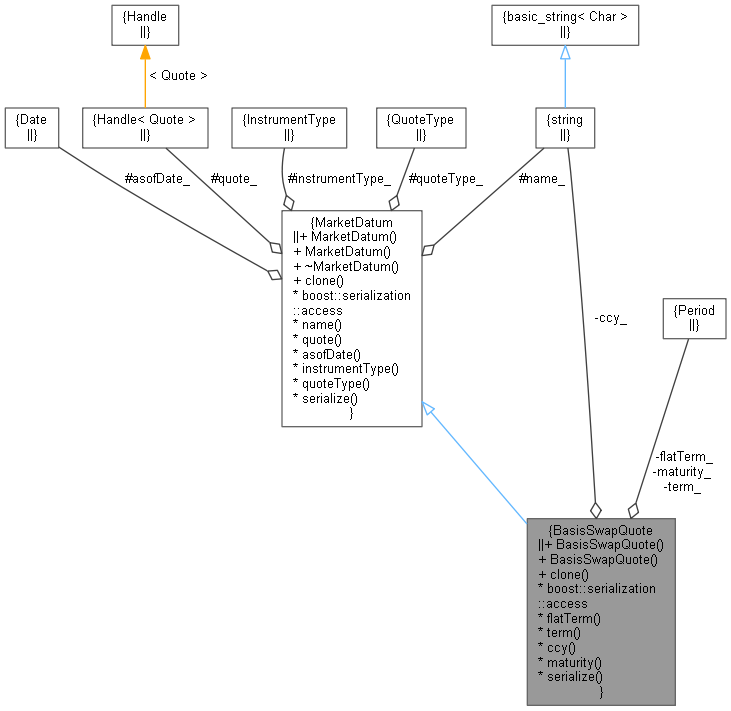 {Handle
||}
{basic_string< Char >
||}
< Quote >
{Date
||}
{Handle< Quote >
||}
{InstrumentType
||}
{QuoteType
||}
{string
||}
#asofDate_
#quote_
#instrumentType_
#quoteType_
#name_
{MarketDatum
||+ MarketDatum()
+ MarketDatum()
+ ~MarketDatum()
+ clone()
* boost::serialization
::access
* name()
* quote()
* asofDate()
* instrumentType()
* quoteType()
* serialize()
}
-ccy_
{Period
||}
-flatTerm_
-maturity_
-term_
{BasisSwapQuote
||+ BasisSwapQuote()
+ BasisSwapQuote()
+ clone()
* boost::serialization
::access
* flatTerm()
* term()
* ccy()
* maturity()
* serialize()
}